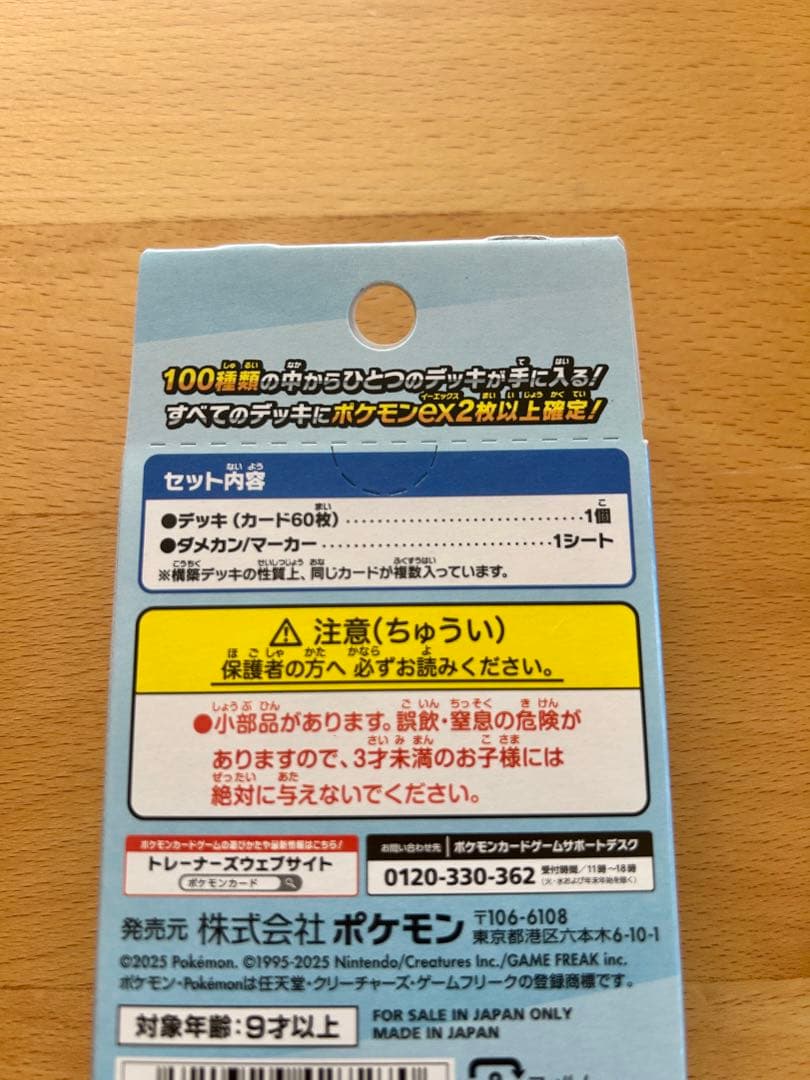 100種類の中からひとつのデッキが手に入る!
すべてのデッキにポケモンex2枚以上確定!
セット内容
●デッキ(カード60枚)..............................1個
●ダメカン/マーカー..............................1シート
※構築デッキの性質上、同じカードが複数入っています。
⚠ 注意(ちゅうい)
保護者の方へ 必ずお読みください。
●小部品があります。誤飲・窒息の危険が
ありますので、3才未満のお子様には
絶対に与えないでください。
ポケモンカードゲームの遊びかたや最新情報はこちら!
トレーナーズウェブサイト
ポケモンカード
お問い合わせ先 ポケモンカードゲームサポートデスク
0120-330-362 受付時間/11時〜18時
(火・水および年末年始を除く)
発売元 株式会社 ポケモン 〒106-6108
東京都港区六本木6-10-1
©2025 Pokémon. ©1995-2025 Nintendo/Creatures Inc./GAME FREAK inc.
ポケモン・Pokémonは任天堂・クリーチャーズ・ゲームフリークの登録商標です。
対象年齢:9才以上
FOR SALE IN JAPAN ONLY
MADE IN JAPAN